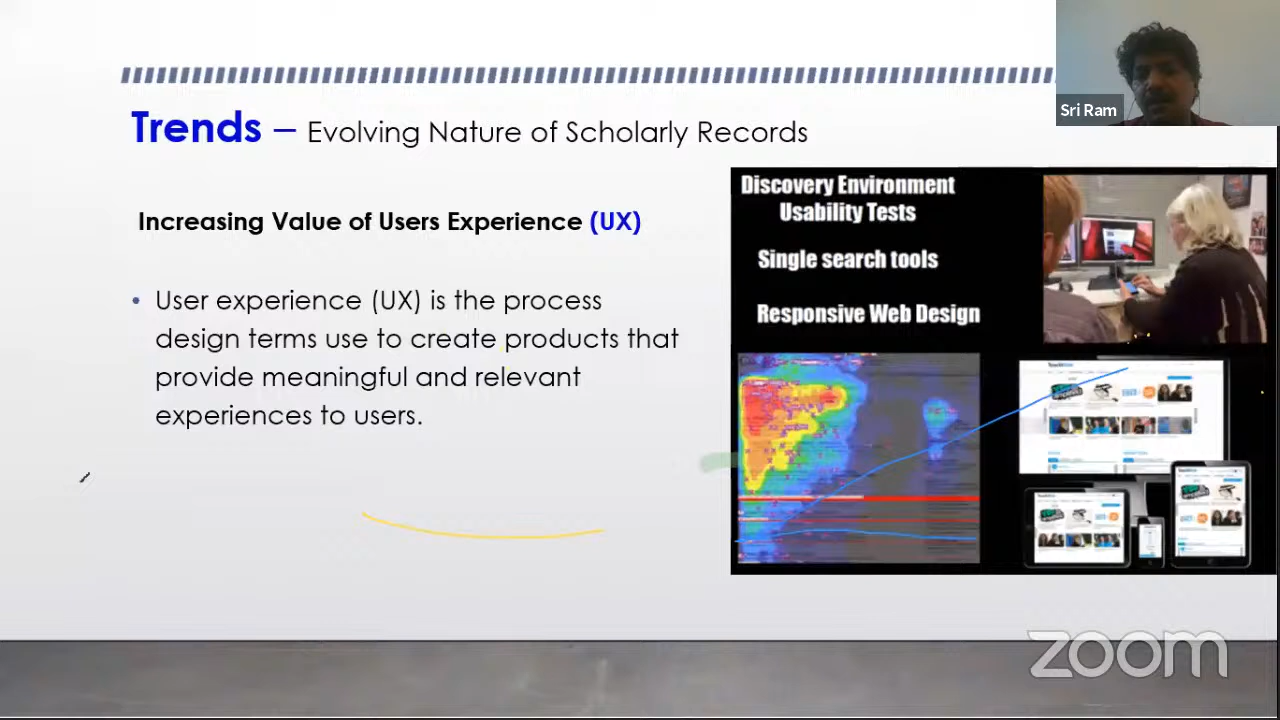 Sri Ram
Trends – Evolving Nature of Scholarly Records
Increasing Value of Users Experience (UX)
• User experience (UX) is the process
design terms use to create products that
provide meaningful and relevant
experiences to users.
Discovery Environment
Usability Tests
Single search tools
Responsive Web Design
zoom